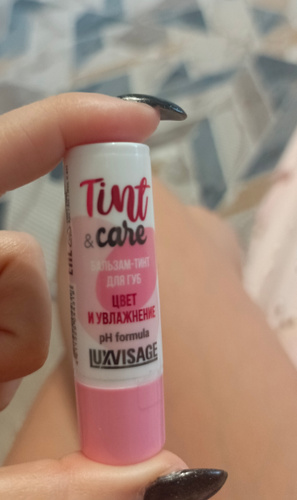 Tint
& care
БАЛЬЗАМ-ТИНТ
ДЛЯ ГУБ
ЦВЕТ
И УВЛАЖНЕНИЕ
pH formula
LUXVISAGE